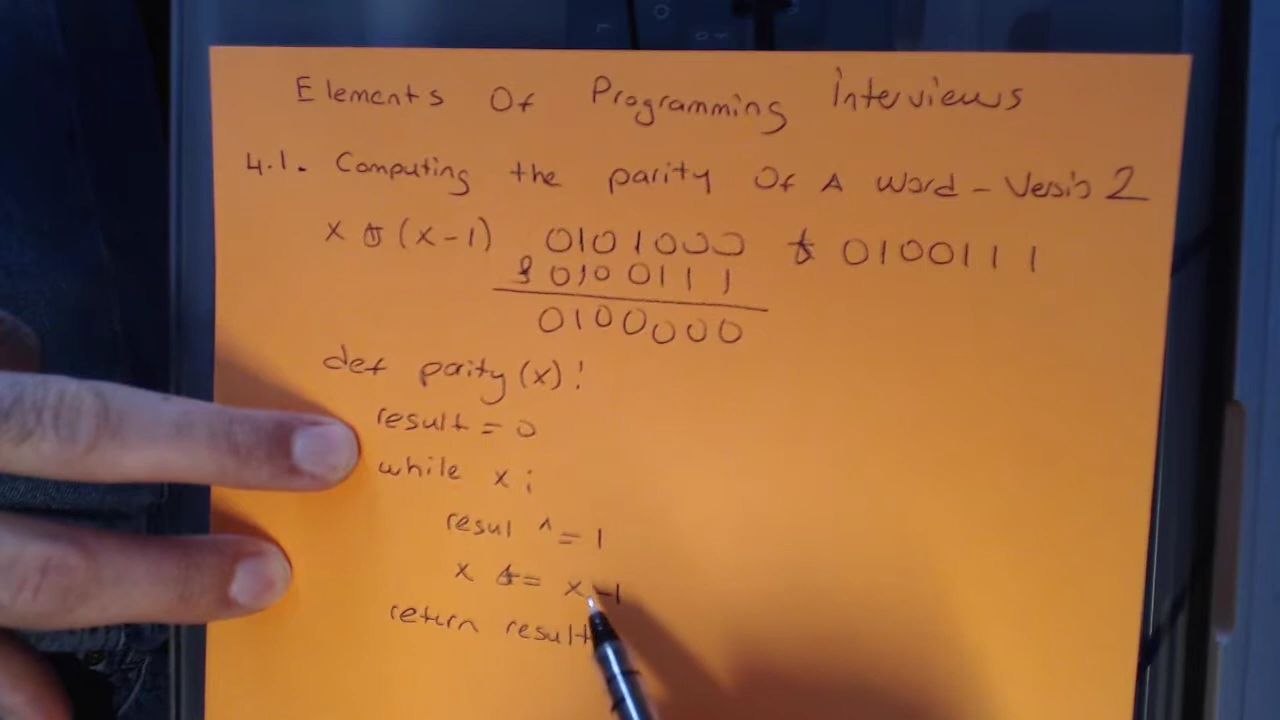 Elements Of Programming Interviews
4.1. Computing the parity Of A Word - Versio 2
x & (x-1) 0101000 & 0100111
& 0100111
0100000
def parity(x):
result = 0
while x:
resul ^= 1
x &= x-1
return result